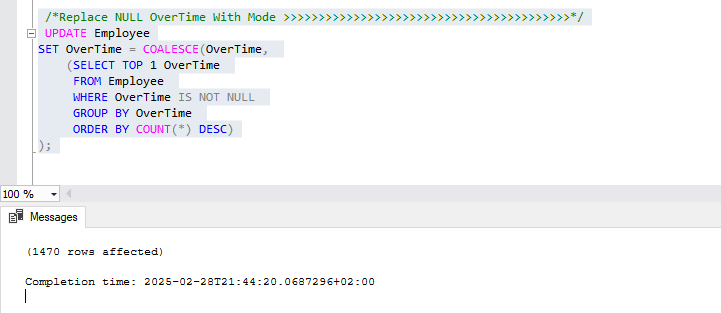 /*Replace NULL OverTime With Mode >>>>>>>>>>>>>>>>>>>>>>>>>>>>>>>>>>>>>>>>>*/
UPDATE Employee
SET OverTime = COALESCE(OverTime,
(SELECT TOP 1 OverTime
FROM Employee
WHERE OverTime IS NOT NULL
GROUP BY OverTime
ORDER BY COUNT(*) DESC)
);
100 %
Messages
(1470 rows affected)
Completion time: 2025-02-28T21:44:20.0687296+02:00